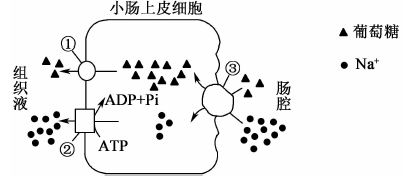 小肠上皮细胞
①
③
②
组织液
肠腔
ADP+Pi
ATP
▲ 葡萄糖
● Na⁺